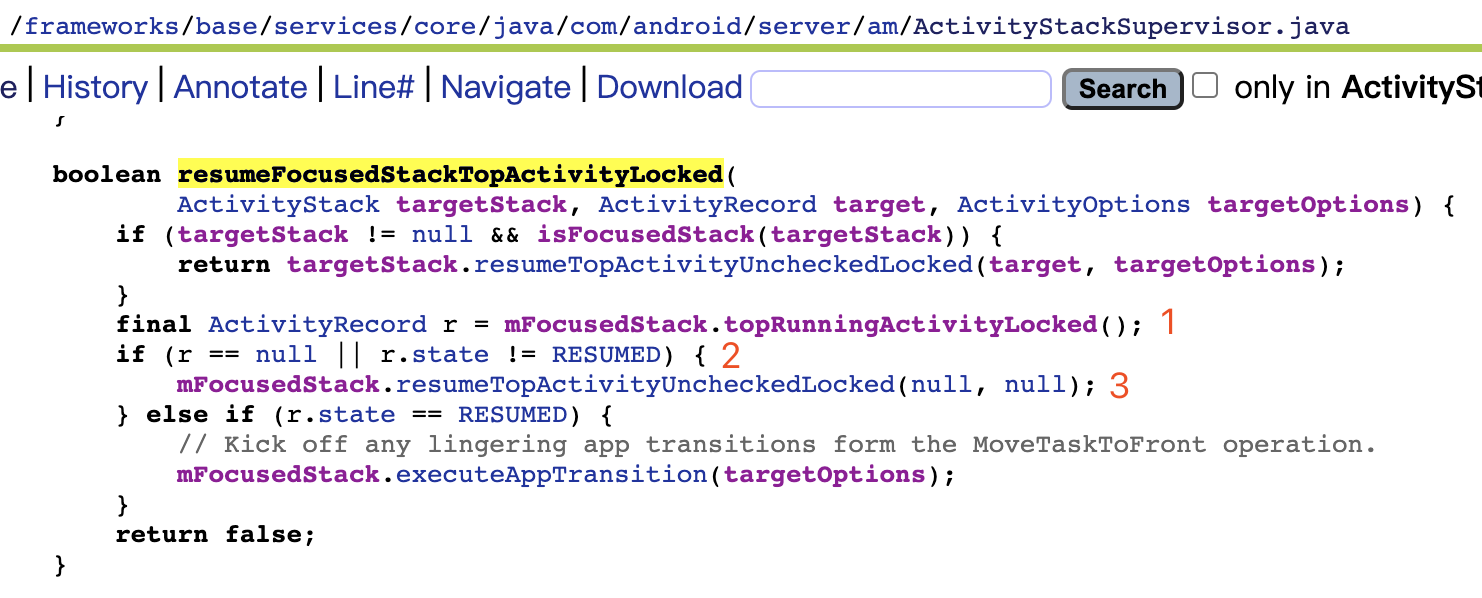 /frameworks/base/services/core/java/com/android/server/am/ActivityStackSupervisor.java
e | History | Annotate | Line# | Navigate | Download Search only in ActivitySt
boolean resumeFocusedStackTopActivityLocked(
ActivityStack targetStack, ActivityRecord target, ActivityOptions targetOptions) {
if (targetStack != null && isFocusedStack(targetStack)) {
return targetStack.resumeTopActivityUncheckedLocked(target, targetOptions);
}
final ActivityRecord r = mFocusedStack.topRunningActivityLocked(); 1
if (r == null || r.state != RESUMED) { 2
mFocusedStack.resumeTopActivityUncheckedLocked(null, null); 3
} else if (r.state == RESUMED) {
// Kick off any lingering app transitions form the MoveTaskToFront operation.
mFocusedStack.executeAppTransition(targetOptions);
}
return false;
}